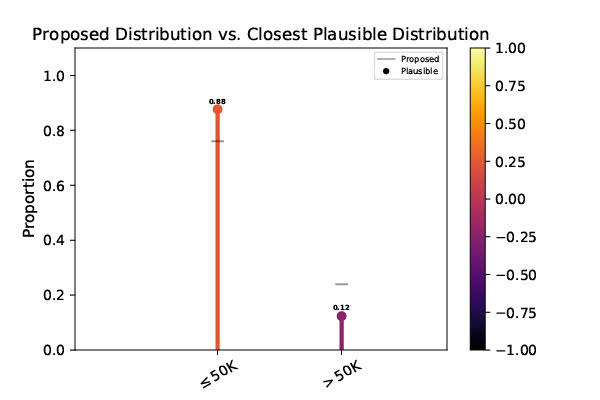 Proposed Distribution vs. Closest Plausible Distribution
Proposed
Plausible
1.0
0.8
0.6
0.4
0.2
0.0
Proportion
0.88
0.12
≤50K
>50K
1.00
0.75
0.50
0.25
0.00
−0.25
−0.50
−0.75
−1.00